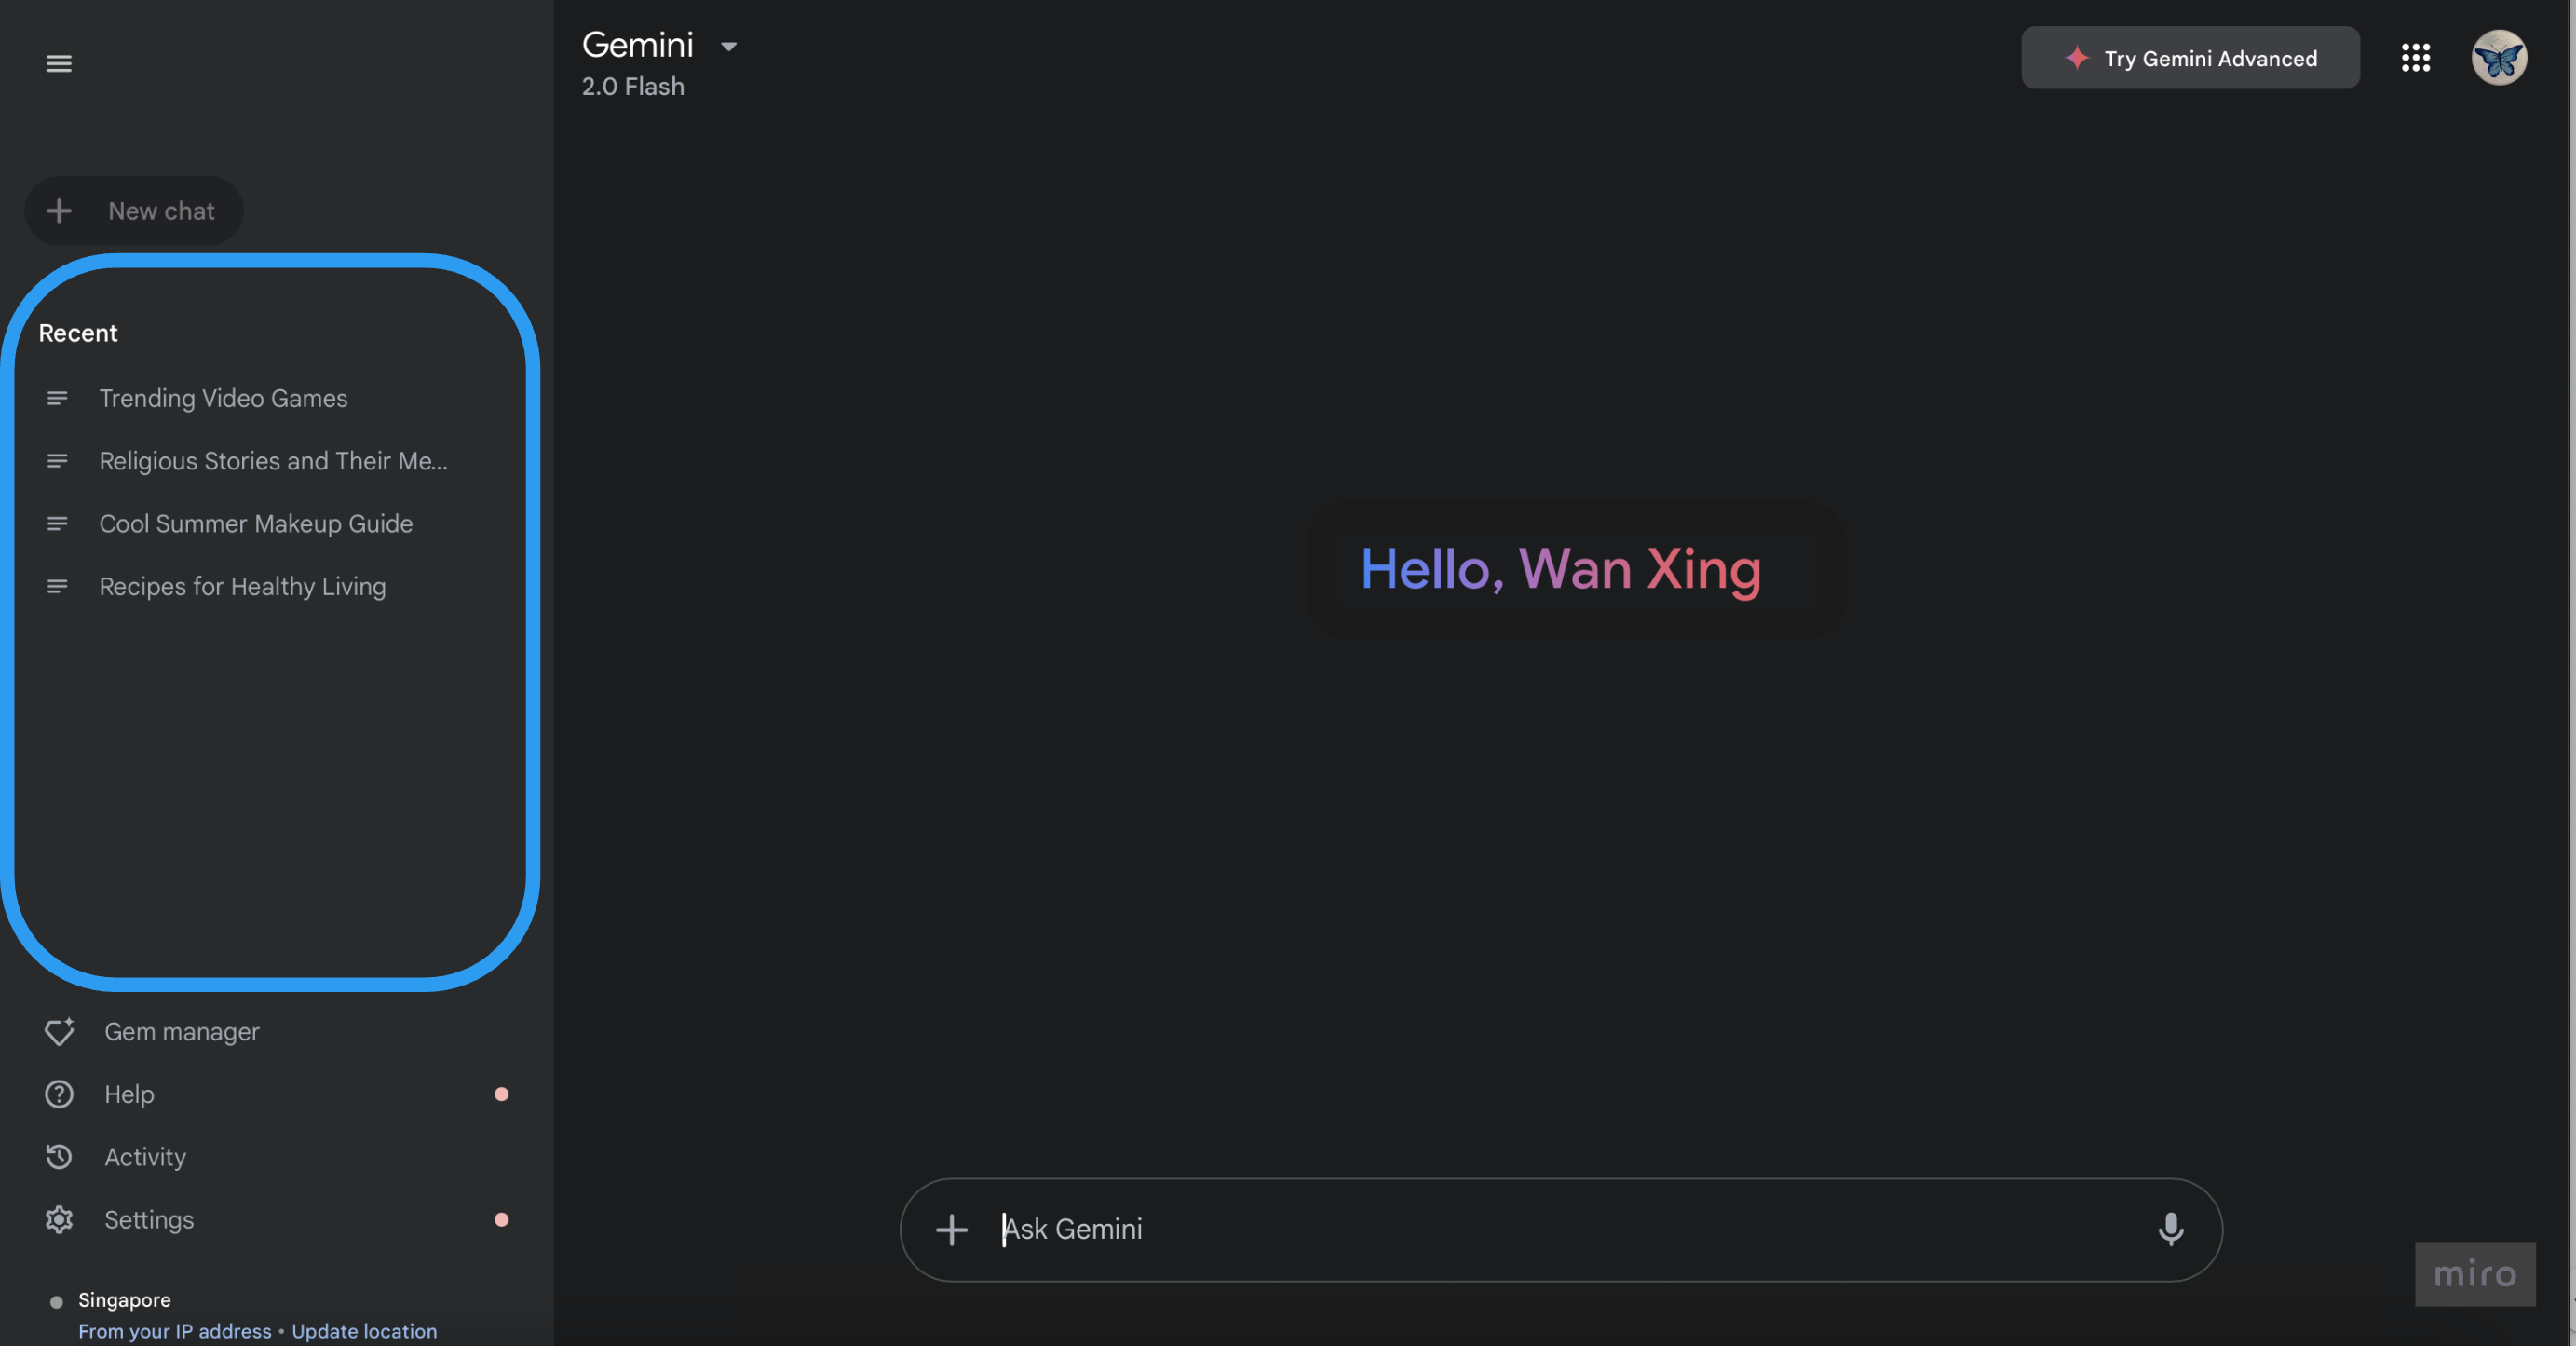 Gemini
2.0 Flash
Try Gemini Advanced
New chat
Recent
Trending Video Games
Religious Stories and Their Me...
Cool Summer Makeup Guide
Recipes for Healthy Living
Hello, Wan Xing
Gem manager
Help
Activity
Settings
Singapore
From your IP address • Update location
Ask Gemini
miro